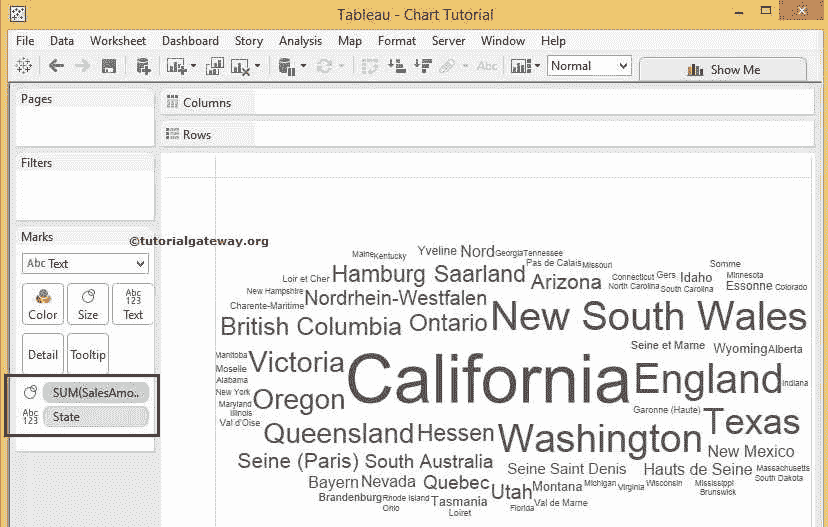 Tableau - Chart Tutorial
File Data Worksheet Dashboard Story Analysis Map Format Server Window Help
Abc Normal Show Me
Pages
Columns
Rows
Filters
Marks
©tutorialgateway.org
Abc Text
Color Size Abc 123 Text
Detail Tooltip
SUM(SalesAmo..
Abc 123 State
Maine Kentucky Yveline Nord Georgia Tennessee
Pas de Calais Missouri Somme
Loir et Cher Hamburg Saarland Arizona Connecticut Gers Idaho Minnesota
North Carolina South Carolina Essonne Colorado
New Hampshire Nordrhein-Westfalen
Charente-Maritime
British Columbia Ontario New South Wales
Manitoba Victoria California Seine et Marne Wyoming Alberta
Moselle
Alabama England Indiana
New York Oregon
Maryland
Illinois Garonne (Haute)
Val d'Oise Texas
Queensland Hessen Washington New Mexico
Seine (Paris) South Australia Seine Saint Denis Hauts de Seine Massachusetts
South Dakota
Bayern Nevada Quebec Utah Montana Michigan Virginia Wisconsin Mississippi
Brunswick
Brandenburg Rhode Island Tasmania
Ohio Loiret Florida Val de Marne